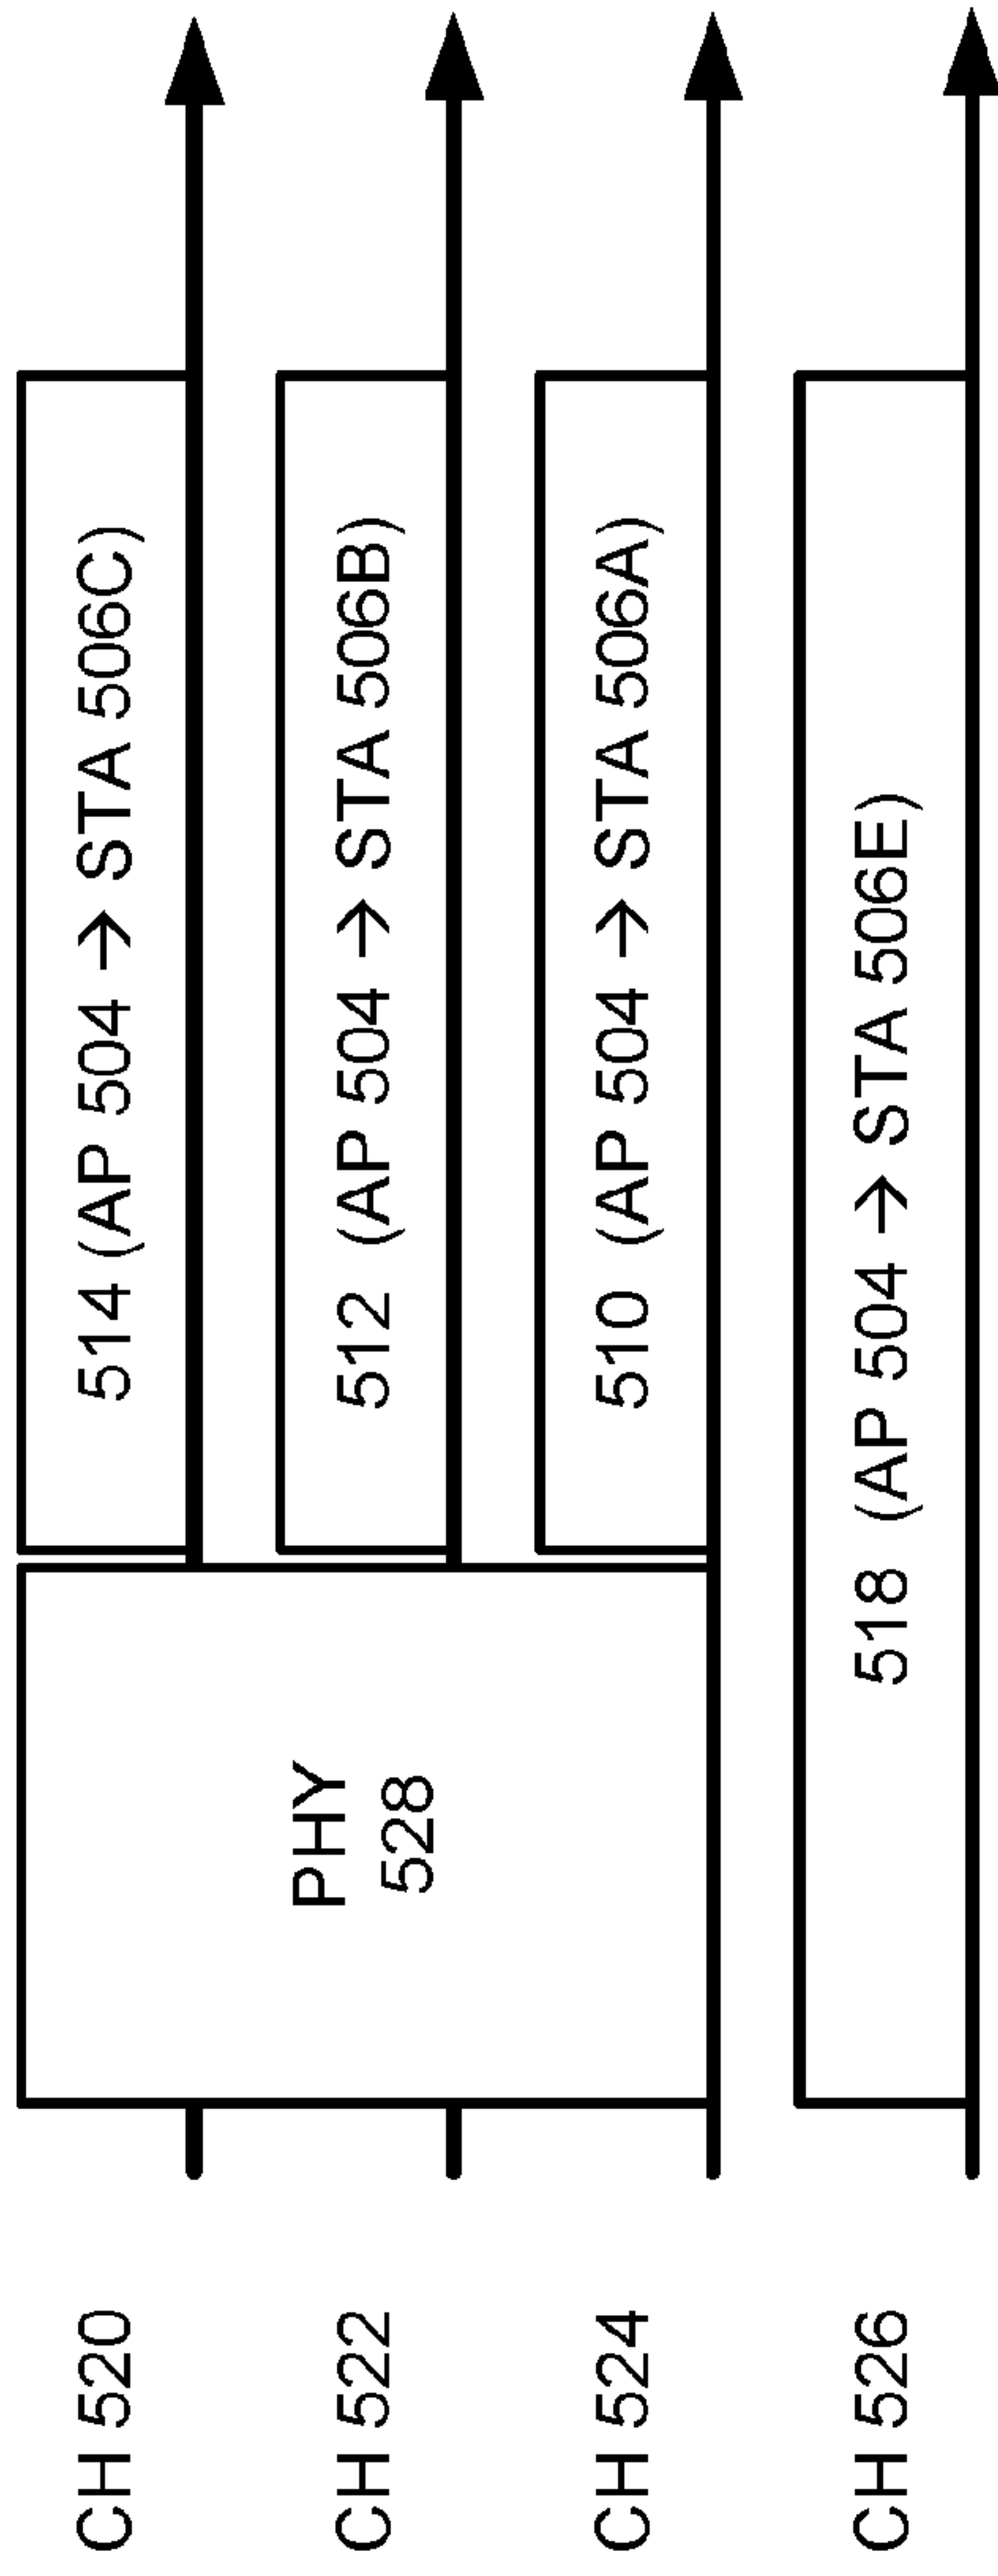 CH 520
514 (AP 504 → STA 506C)
PHY
528
CH 522
512 (AP 504 → STA 506B)
CH 524
510 (AP 504 → STA 506A)
CH 526
518 (AP 504 → STA 506E)